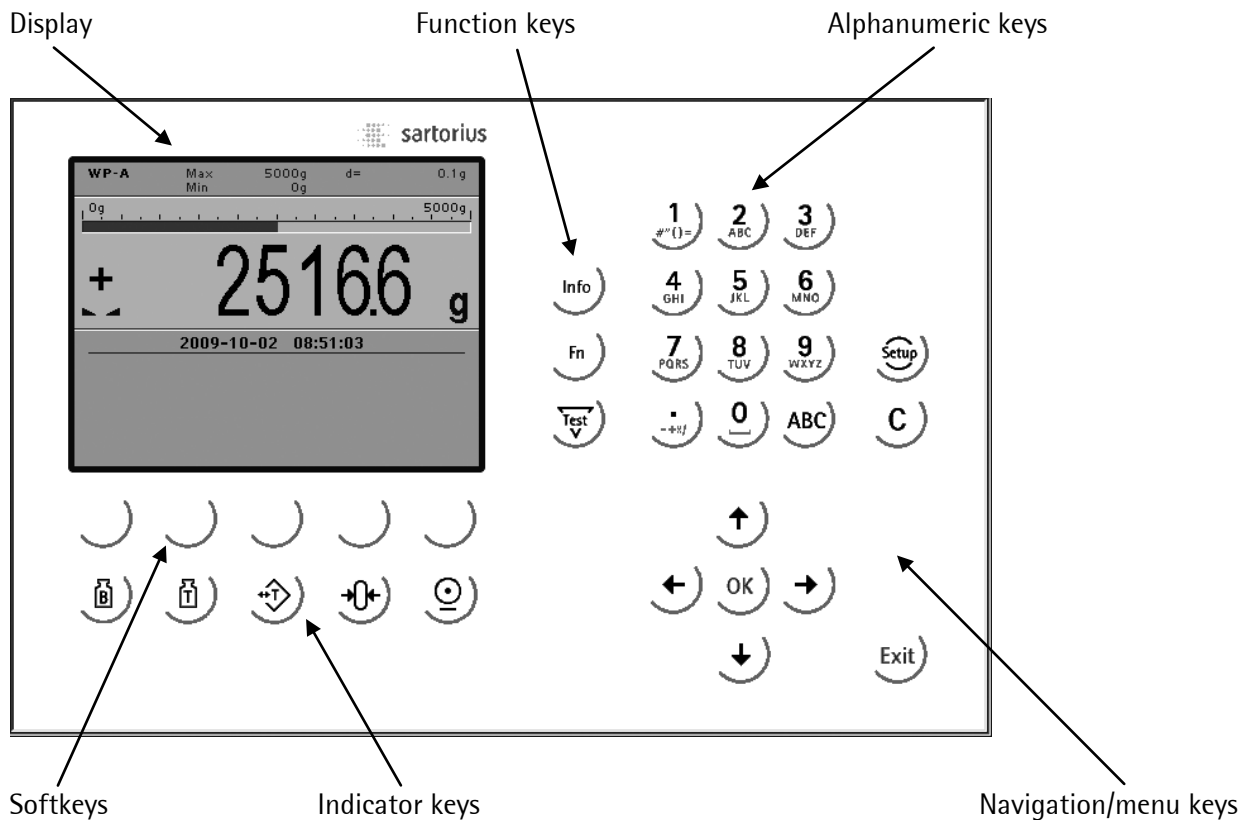 Display Function keys Alphanumeric keys
sartorius
WP-A Max 5000g d= 0.1g
Min 0g
0g 5000g
+ 2516.6 g
2009-10-02 08:51:03
1 2 3
#"()= ABC DEF
Info
4 5 6
GHI JKL MNO
Fn
7 8 9 Setup
PQRS TUV WXYZ
Test
. 0 ABC C
B T T
OK
Exit
Softkeys Indicator keys Navigation/menu keys